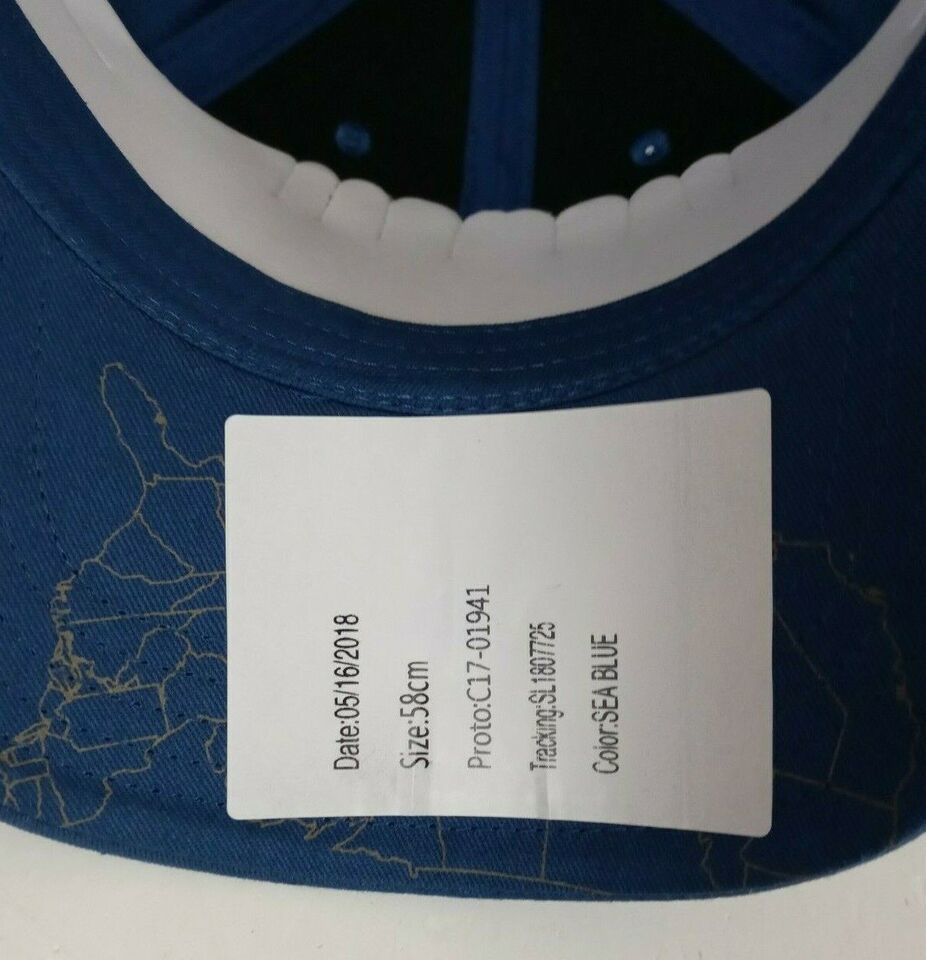 Date:05/16/2018
Size:58cm
Proto:C17-01941
Tracking:SL1807725
Color:SEA BLUE